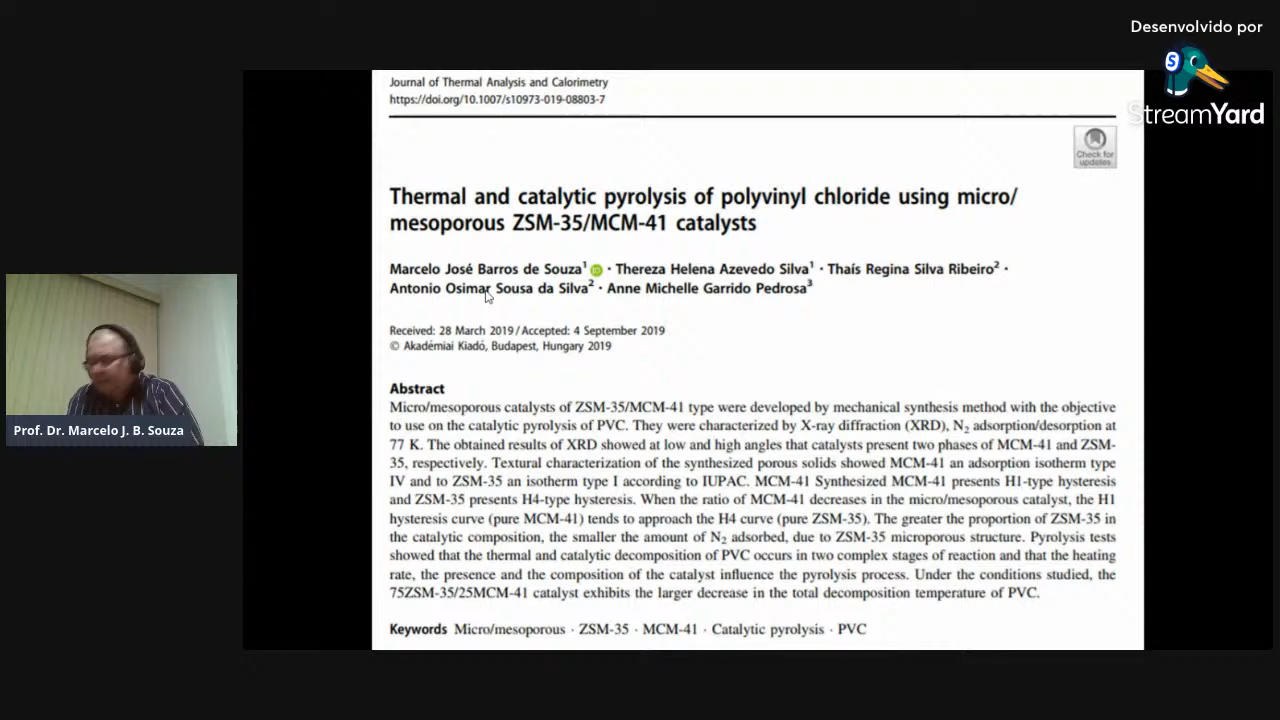 Desenvolvido por
StreamYard
Journal of Thermal Analysis and Calorimetry
https://doi.org/10.1007/s10973-019-08803-7
Check for
updates
Thermal and catalytic pyrolysis of polyvinyl chloride using micro/
mesoporous ZSM-35/MCM-41 catalysts
Marcelo José Barros de Souza1 iD · Thereza Helena Azevedo Silva1 · Thaís Regina Silva Ribeiro2 ·
Antonio Osimar Sousa da Silva2 · Anne Michelle Garrido Pedrosa3
Received: 28 March 2019 / Accepted: 4 September 2019
© Akadémiai Kiadó, Budapest, Hungary 2019
Abstract
Micro/mesoporous catalysts of ZSM-35/MCM-41 type were developed by mechanical synthesis method with the objective
to use on the catalytic pyrolysis of PVC. They were characterized by X-ray diffraction (XRD), N2 adsorption/desorption at
77 K. The obtained results of XRD showed at low and high angles that catalysts present two phases of MCM-41 and ZSM-
35, respectively. Textural characterization of the synthesized porous solids showed MCM-41 an adsorption isotherm type
IV and to ZSM-35 an isotherm type I according to IUPAC. MCM-41 Synthesized MCM-41 presents H1-type hysteresis
and ZSM-35 presents H4-type hysteresis. When the ratio of MCM-41 decreases in the micro/mesoporous catalyst, the H1
hysteresis curve (pure MCM-41) tends to approach the H4 curve (pure ZSM-35). The greater the proportion of ZSM-35 in
the catalytic composition, the smaller the amount of N2 adsorbed, due to ZSM-35 microporous structure. Pyrolysis tests
showed that the thermal and catalytic decomposition of PVC occurs in two complex stages of reaction and that the heating
rate, the presence and the composition of the catalyst influence the pyrolysis process. Under the conditions studied, the
75ZSM-35/25MCM-41 catalyst exhibits the larger decrease in the total decomposition temperature of PVC.
Keywords Micro/mesoporous · ZSM-35 · MCM-41 · Catalytic pyrolysis · PVC
Prof. Dr. Marcelo J. B. Souza